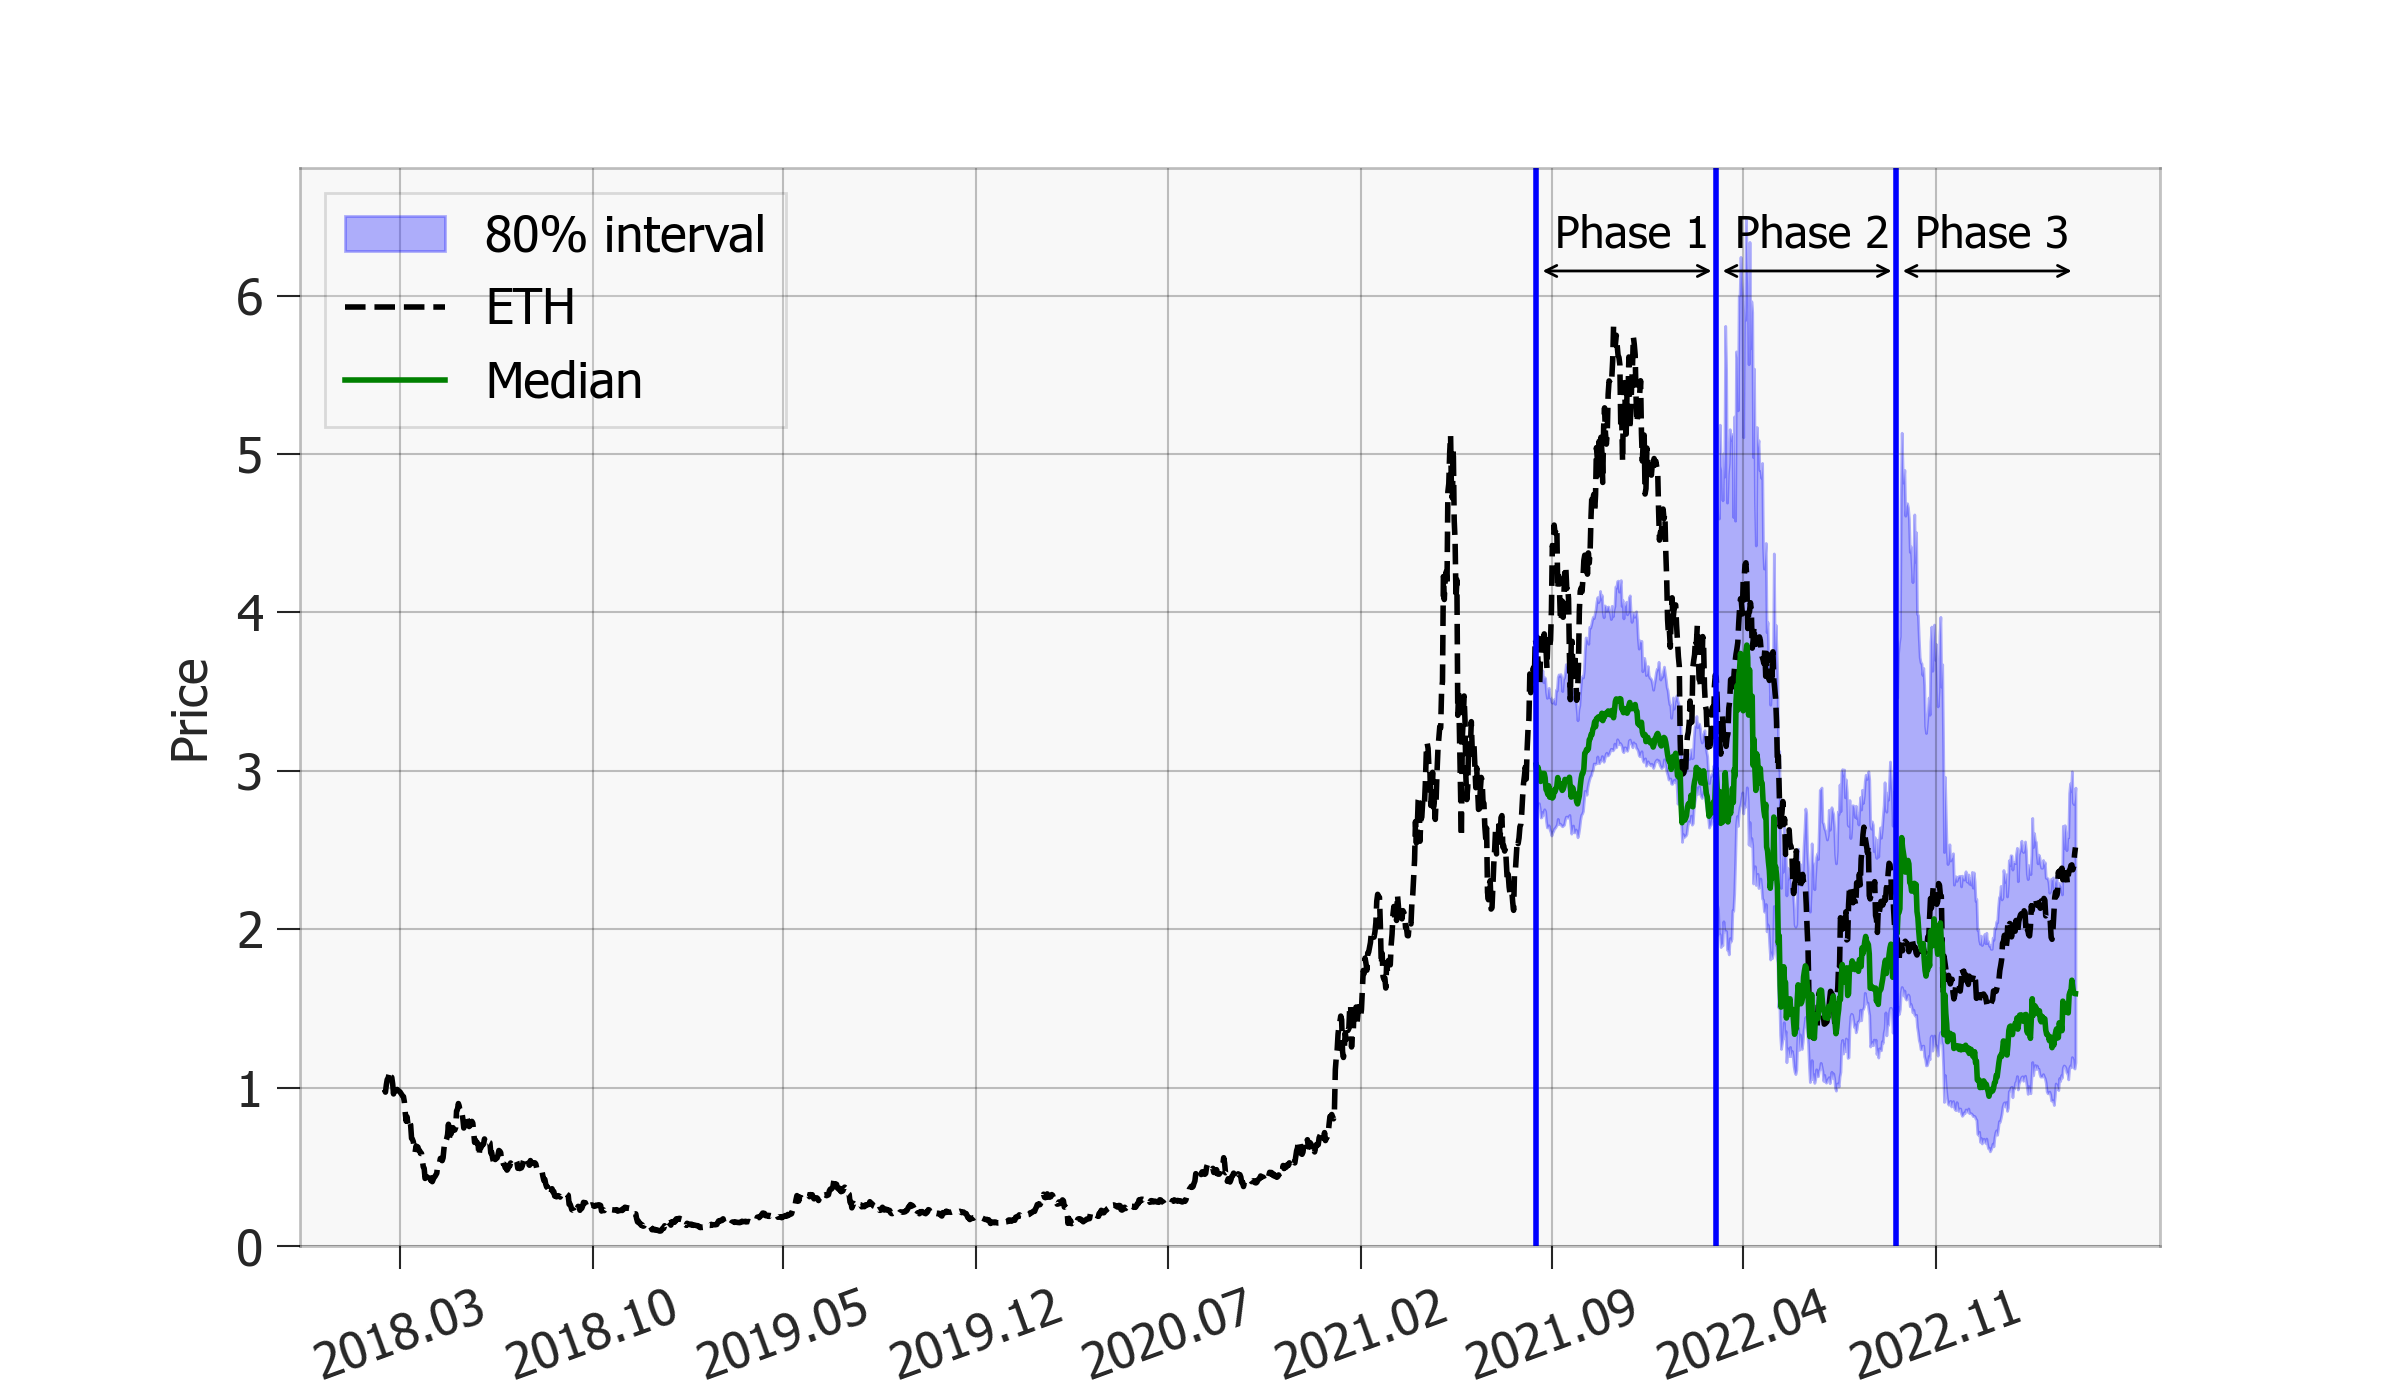 80% interval
ETH
Median
Phase 1
Phase 2
Phase 3
Price
6
5
4
3
2
1
0
2018.03
2018.10
2019.05
2019.12
2020.07
2021.02
2021.09
2022.04
2022.11